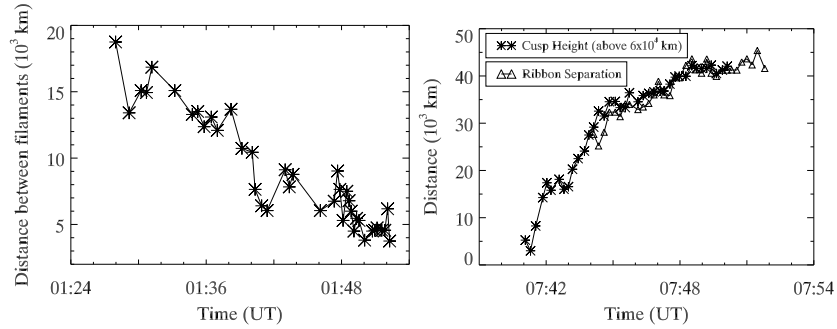 Distance between filaments (10³ km)
20
15
10
5
01:24
01:36
01:48
Time (UT)
Distance (10³ km)
50
40
30
20
10
0
Cusp Height (above 6x10⁴ km)
Ribbon Separation
07:42
07:48
07:54
Time (UT)